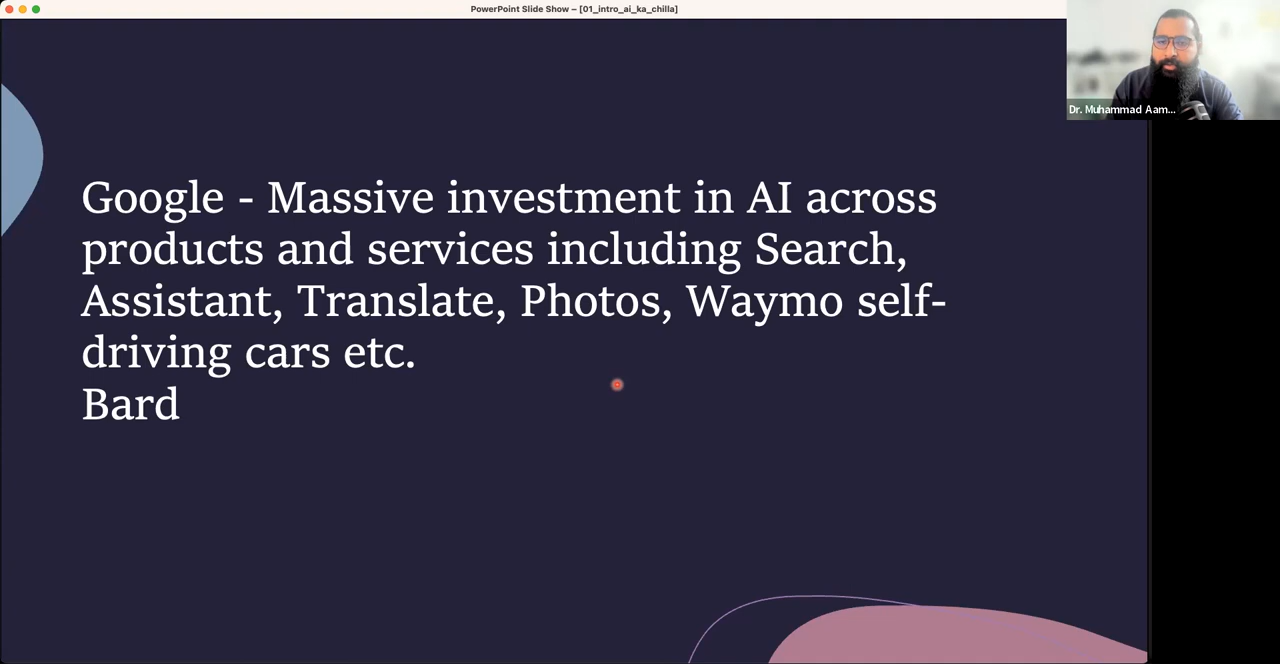 PowerPoint Slide Show – [01_intro_ai_ka_chilla]
Dr. Muhammad Aam...
Google - Massive investment in AI across
products and services including Search,
Assistant, Translate, Photos, Waymo self-
driving cars etc.
Bard